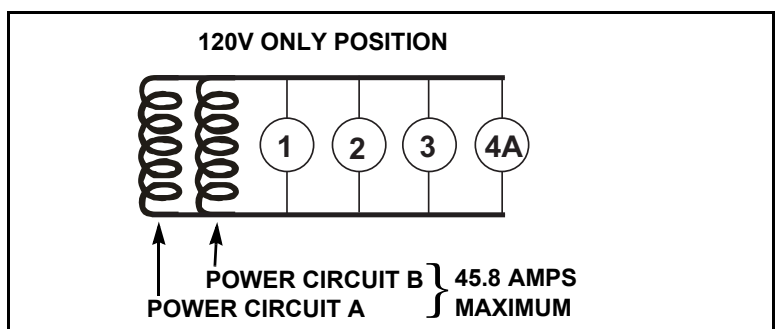 120V ONLY POSITION
1 2 3 4A
POWER CIRCUIT B } 45.8 AMPS
POWER CIRCUIT A MAXIMUM